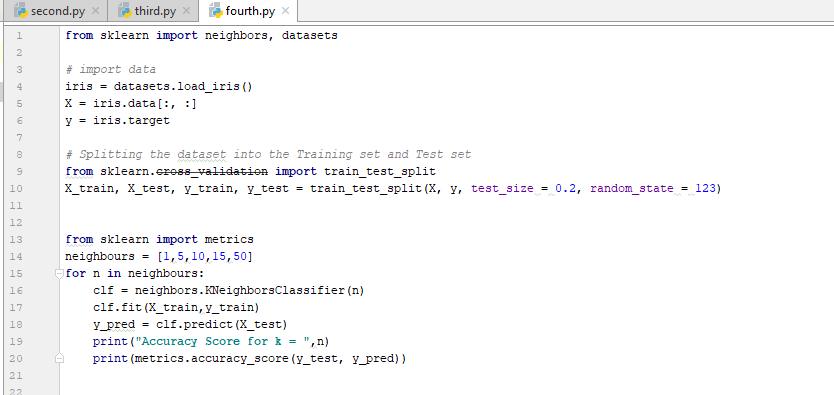 second.py third.py fourth.py
1 from sklearn import neighbors, datasets
2
3 # import data
4 iris = datasets.load_iris()
5 X = iris.data[:, :]
6 y = iris.target
7
8 # Splitting the dataset into the Training set and Test set
9 from sklearn.cross_validation import train_test_split
10 X_train, X_test, y_train, y_test = train_test_split(X, y, test_size = 0.2, random_state = 123)
11
12
13 from sklearn import metrics
14 neighbours = [1,5,10,15,50]
15 for n in neighbours:
16     clf = neighbors.KNeighborsClassifier(n)
17     clf.fit(X_train,y_train)
18     y_pred = clf.predict(X_test)
19     print("Accuracy Score for k = ",n)
20     print(metrics.accuracy_score(y_test, y_pred))
21
22